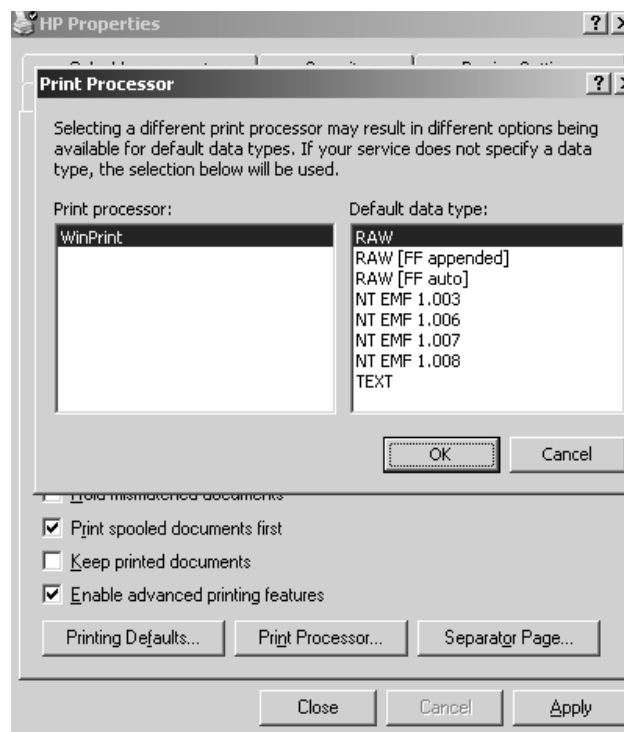 HP Properties
Print Processor
Selecting a different print processor may result in different options being
available for default data types. If your service does not specify a data
type, the selection below will be used.
Print processor:
Default data type:
WinPrint
RAW
RAW [FF appended]
RAW [FF auto]
NT EMF 1.003
NT EMF 1.006
NT EMF 1.007
NT EMF 1.008
TEXT
OK Cancel
Hold mismatched documents
Print spooled documents first
Keep printed documents
Enable advanced printing features
Printing Defaults... Print Processor... Separator Page...
Close Cancel Apply